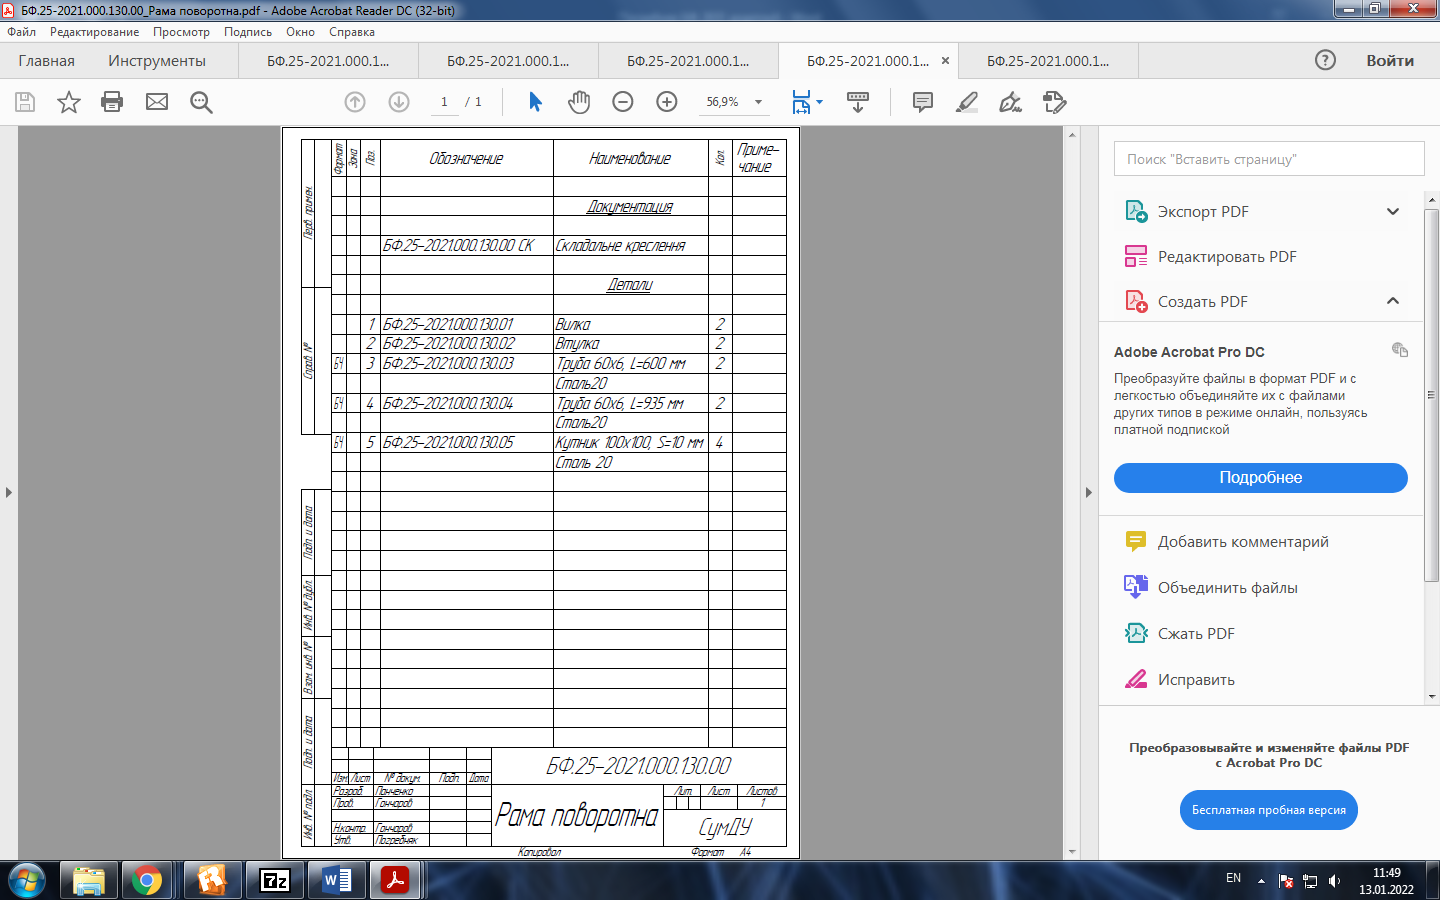 БФ.25-2021.000.130.00_Рама поворотна.pdf - Adobe Acrobat Reader DC (32-bit)
Файл Редактирование Просмотр Подпись Окно Справка
Главная Инструменты БФ.25-2021.000.1... БФ.25-2021.000.1... БФ.25-2021.000.1... БФ.25-2021.000.1... × БФ.25-2021.000.1... Войти
1 / 1 56,9%
Формат Зона Поз. Обозначение Наименование Кол. Приме-
чание
Документация
БФ.25-2021.000.130.00 СК Складальне креслення
Детали
1 БФ.25-2021.000.130.01 Вилка 2
2 БФ.25-2021.000.130.02 Втулка 2
БЧ 3 БФ.25-2021.000.130.03 Труба 60х6, L=600 мм 2
Сталь20
БЧ 4 БФ.25-2021.000.130.04 Труба 60х6, L=935 мм 2
Сталь20
БЧ 5 БФ.25-2021.000.130.05 Кутник 100х100, S=10 мм 4
Сталь 20
Перв. примен.
Справ. №
Подп. и дата
Инв. № дубл.
Взам. инв. №
Подп. и дата
Инв. № подл.
БФ.25-2021.000.130.00
Изм. Лист № докум. Подп. Дата
Разраб. Панченко
Пров. Гончаров
Н.контр. Гончаров
Утв. Погребняк
Рама поворотна
Лит. Лист Листов
1
СумДУ
Копировал Формат А4
Поиск "Вставить страницу"
Экспорт PDF
Редактировать PDF
Создать PDF
Adobe Acrobat Pro DC
Преобразуйте файлы в формат PDF и с
легкостью объединяйте их с файлами
других типов в режиме онлайн, пользуясь
платной подпиской
Подробнее
Добавить комментарий
Объединить файлы
Сжать PDF
Исправить
Преобразовывайте и изменяйте файлы PDF
с Acrobat Pro DC
Бесплатная пробная версия
7z W EN 11:49
13.01.2022